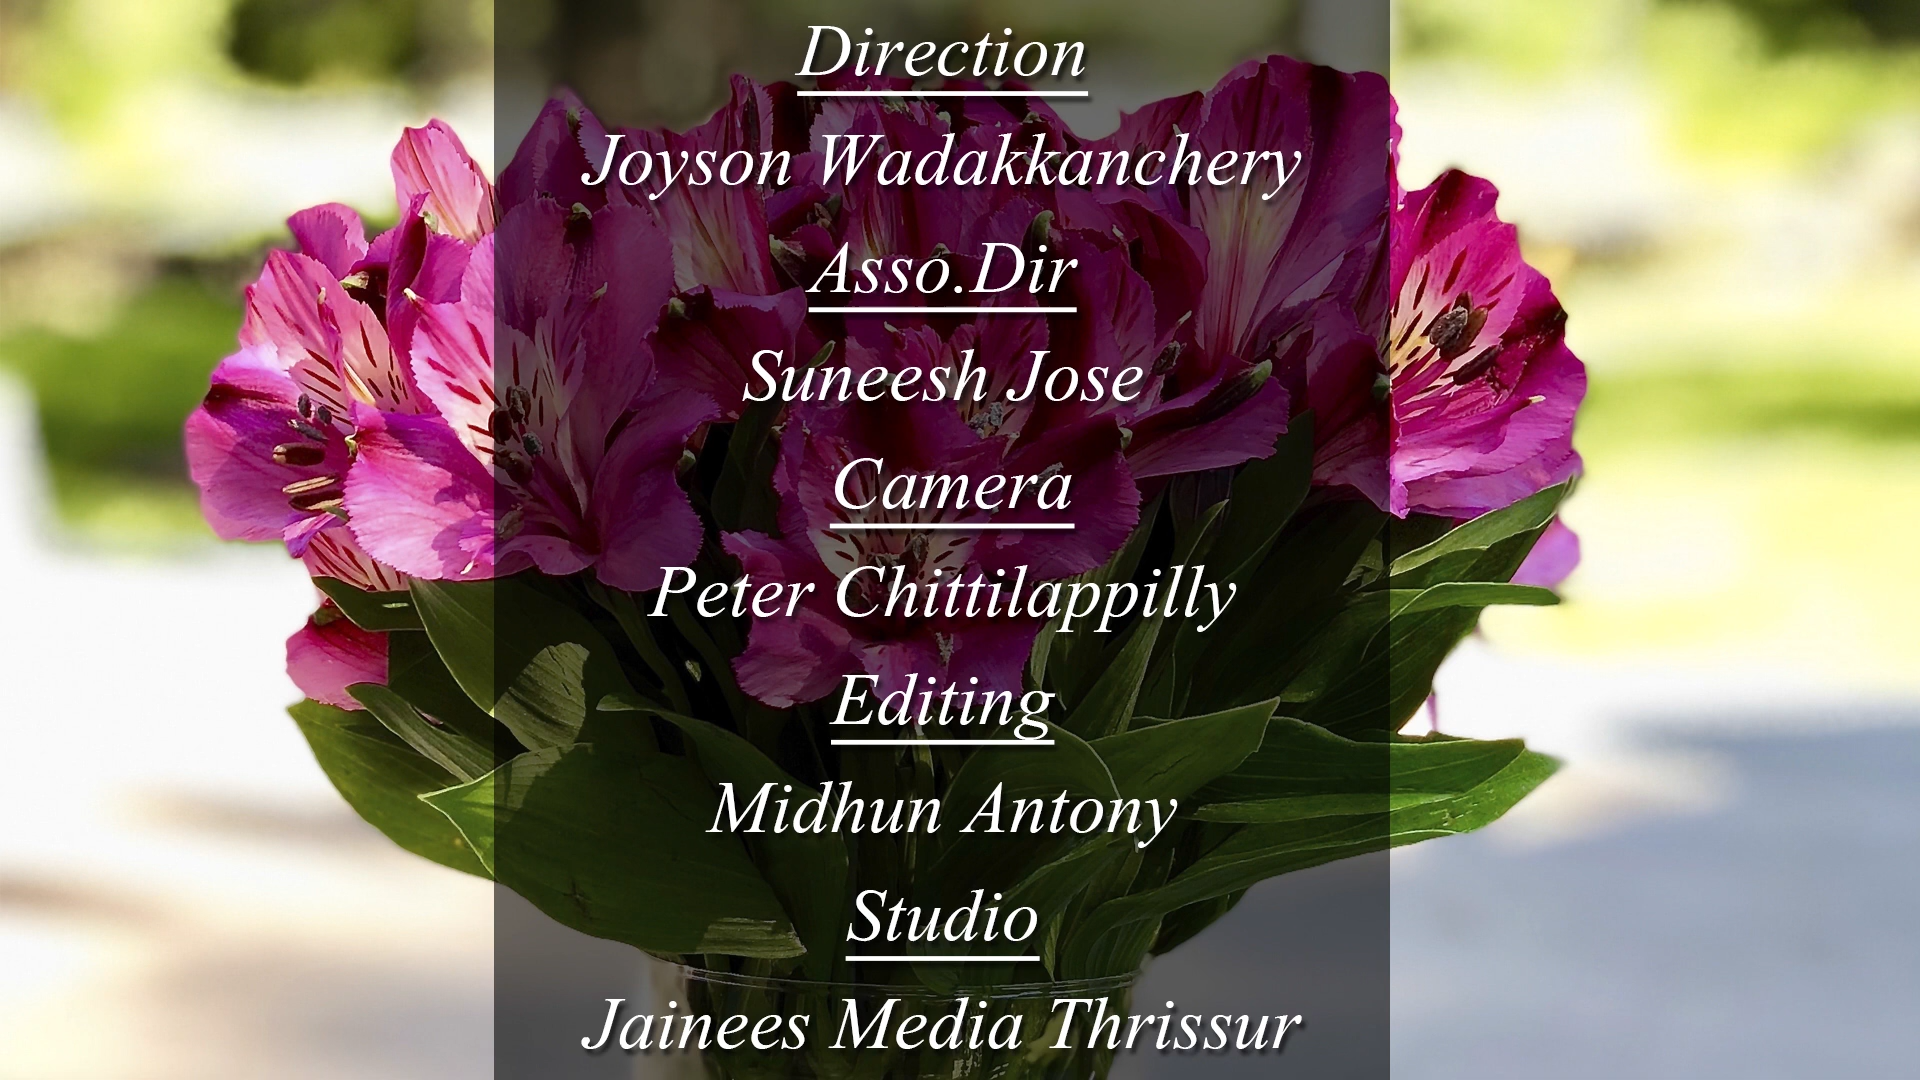 Direction
Joyson Wadakkanchery
Asso.Dir
Suneesh Jose
Camera
Peter Chittilappilly
Editing
Midhun Antony
Studio
Jainees Media Thrissur